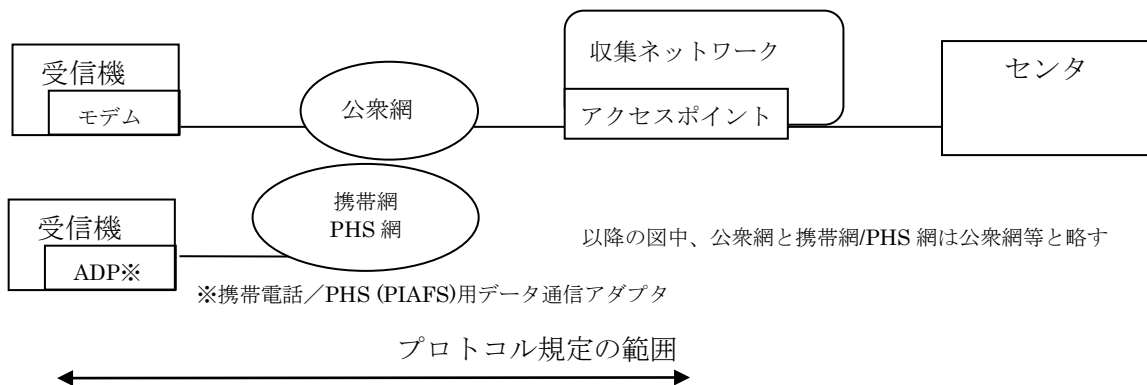 受信機
モデム
公衆網
収集ネットワーク
アクセスポイント
センタ
受信機
ADP※
携帯網
PHS 網
以降の図中、公衆網と携帯網/PHS 網は公衆網等と略す
※携帯電話／PHS (PIAFS)用データ通信アダプタ
プロトコル規定の範囲